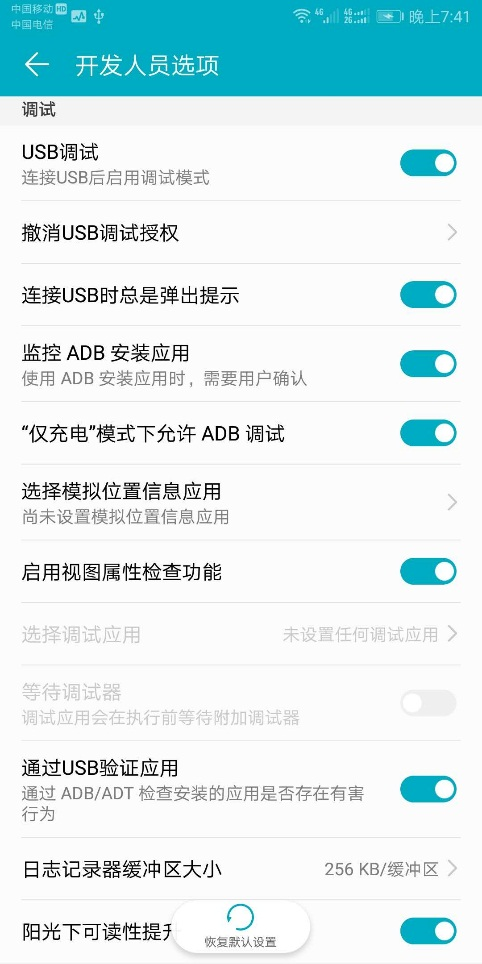 中国移动 HD
中国电信
4G
4G
2G
晚上7:41
开发人员选项
调试
USB调试
连接USB后启用调试模式
撤消USB调试授权
连接USB时总是弹出提示
监控 ADB 安装应用
使用 ADB 安装应用时，需要用户确认
“仅充电”模式下允许 ADB 调试
选择模拟位置信息应用
尚未设置模拟位置信息应用
启用视图属性检查功能
选择调试应用 未设置任何调试应用
等待调试器
调试应用会在执行前等待附加调试器
通过USB验证应用
通过 ADB/ADT 检查安装的应用是否存在有害
行为
日志记录器缓冲区大小 256 KB/缓冲区
阳光下可读性提升
恢复默认设置